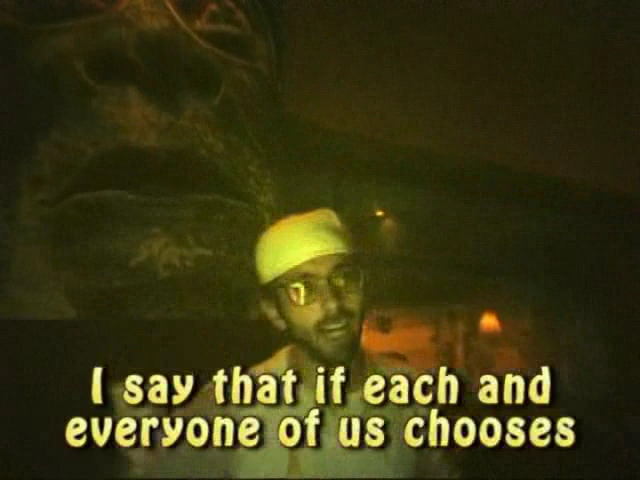 I say that if each and
everyone of us chooses